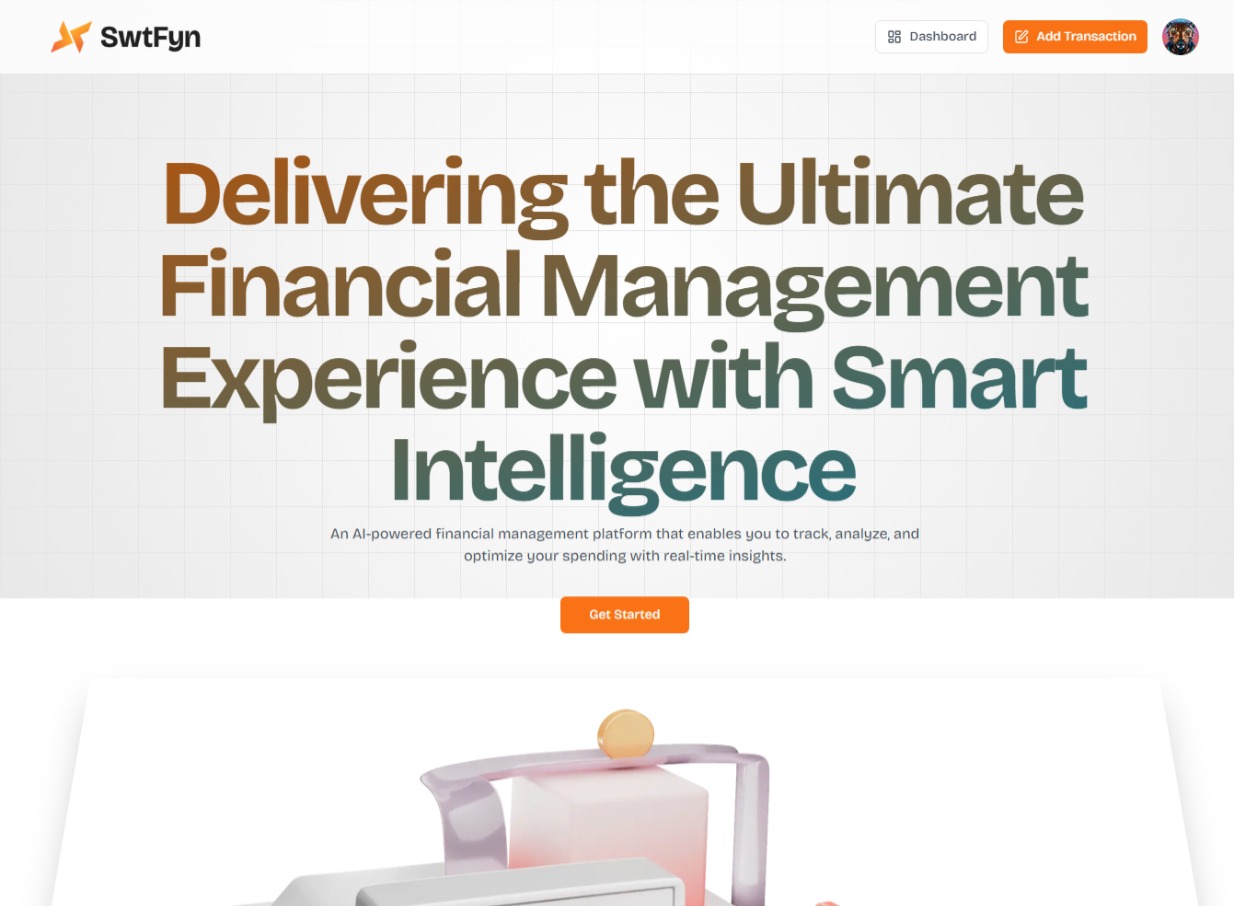 SwtFyn
Dashboard
Add Transaction
Delivering the Ultimate
Financial Management
Experience with Smart
Intelligence
An AI-powered financial management platform that enables you to track, analyze, and
optimize your spending with real-time insights.
Get Started